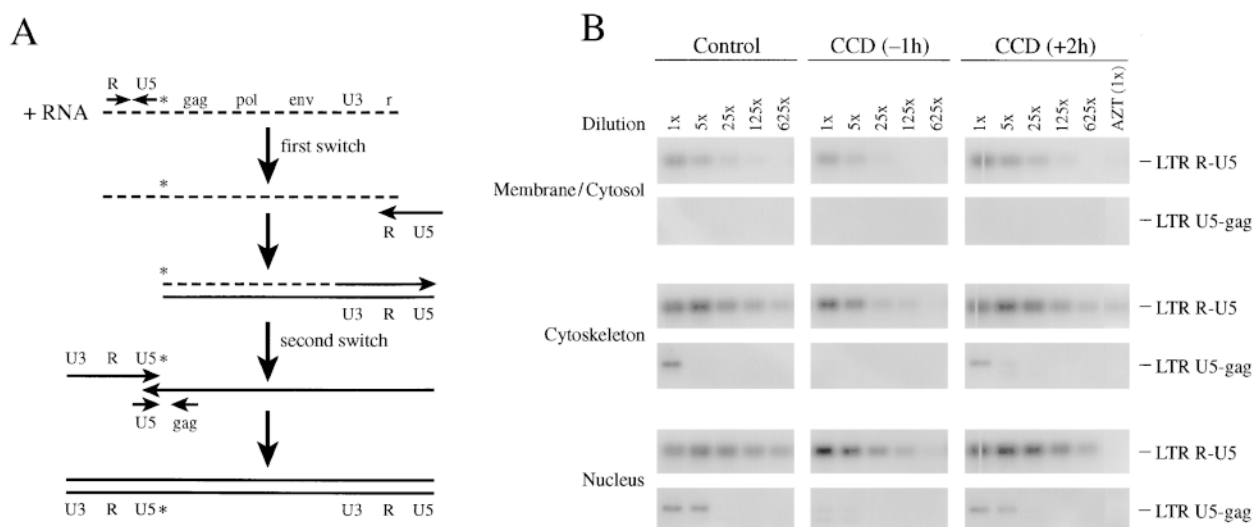 A
R U5
* gag pol env U3 r
+ RNA
first switch
*
R U5
*
U3 R U5
second switch
U3 R U5*
U5 gag
U3 R U5* U3 R U5
B
Control CCD (–1h) CCD (+2h)
Dilution 1x 5x 25x 125x 625x 1x 5x 25x 125x 625x 1x 5x 25x 125x 625x AZT (1x)
– LTR R-U5
Membrane/Cytosol
– LTR U5-gag
– LTR R-U5
Cytoskeleton
– LTR U5-gag
– LTR R-U5
Nucleus
– LTR U5-gag